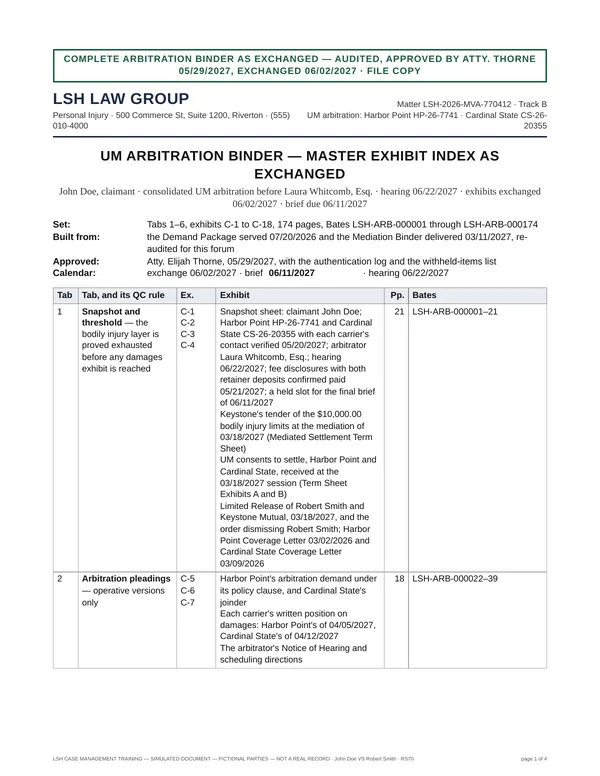 COMPLETE ARBITRATION BINDER AS EXCHANGED — AUDITED, APPROVED BY ATTY. THORNE
05/29/2027, EXCHANGED 06/02/2027 · FILE COPY
LSH LAW GROUP
Personal Injury · 500 Commerce St, Suite 1200, Riverton · (555)
010-4000
Matter LSH-2026-MVA-770412 · Track B
UM arbitration: Harbor Point HP-26-7741 · Cardinal State CS-26-
20355
UM ARBITRATION BINDER — MASTER EXHIBIT INDEX AS
EXCHANGED
John Doe, claimant · consolidated UM arbitration before Laura Whitcomb, Esq. · hearing 06/22/2027 · exhibits exchanged
06/02/2027 · brief due 06/11/2027
Set: Tabs 1–6, exhibits C-1 to C-18, 174 pages, Bates LSH-ARB-000001 through LSH-ARB-000174
Built from: the Demand Package served 07/20/2026 and the Mediation Binder delivered 03/11/2027, re-
audited for this forum
Approved: Atty. Elijah Thorne, 05/29/2027, with the authentication log and the withheld-items list
Calendar: exchange 06/02/2027 · brief 06/11/2027 · hearing 06/22/2027
Tab Tab, and its QC rule Ex. Exhibit Pp. Bates
1
Snapshot and
threshold — the
bodily injury layer is
proved exhausted
before any damages
exhibit is reached
C-1
C-2
C-3
C-4
Snapshot sheet: claimant John Doe;
Harbor Point HP-26-7741 and Cardinal
State CS-26-20355 with each carrier's
contact verified 05/20/2027; arbitrator
Laura Whitcomb, Esq.; hearing
06/22/2027; fee disclosures with both
retainer deposits confirmed paid
05/21/2027; a held slot for the final brief
of 06/11/2027
Keystone's tender of the $10,000.00
bodily injury limits at the mediation of
03/18/2027 (Mediated Settlement Term
Sheet)
UM consents to settle, Harbor Point and
Cardinal State, received at the
03/18/2027 session (Term Sheet
Exhibits A and B)
Limited Release of Robert Smith and
Keystone Mutual, 03/18/2027, and the
order dismissing Robert Smith; Harbor
Point Coverage Letter 03/02/2026 and
Cardinal State Coverage Letter
03/09/2026
21
LSH-ARB-000001–21
2
Arbitration pleadings
— operative versions
only
C-5
C-6
C-7
Harbor Point's arbitration demand under
its policy clause, and Cardinal State's
joinder
Each carrier's written position on
damages: Harbor Point's of 04/05/2027,
Cardinal State's of 04/12/2027
The arbitrator's Notice of Hearing and
scheduling directions
18
LSH-ARB-000022–39
LSH CASE MANAGEMENT TRAINING — SIMULATED DOCUMENT — FICTIONAL PARTIES — NOT A REAL RECORD · John Doe VS Robert Smith · RS70
page 1 of 4